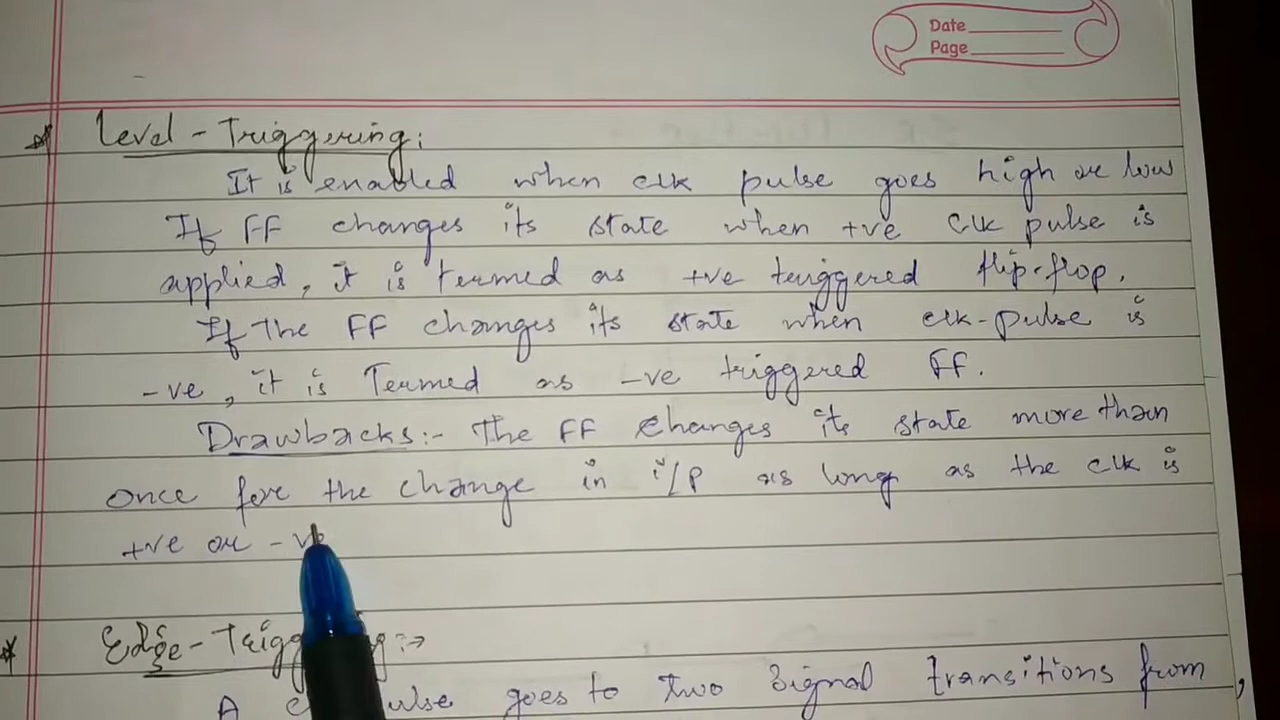 Date
Page
Level-Triggering:
It is enabled when clk pulse goes high or low
If FF changes its state when +ve clk pulse is
applied, it is termed as +ve triggered flip-flop.
If the FF changes its state when clk-pulse is
-ve, it is Termed as -ve triggered FF.
Drawbacks:- The FF changes its state more than
once for the change in i/p as long as the clk is
+ve or -ve
Edge-Triggering:→
A pulse goes to two signal transitions from,